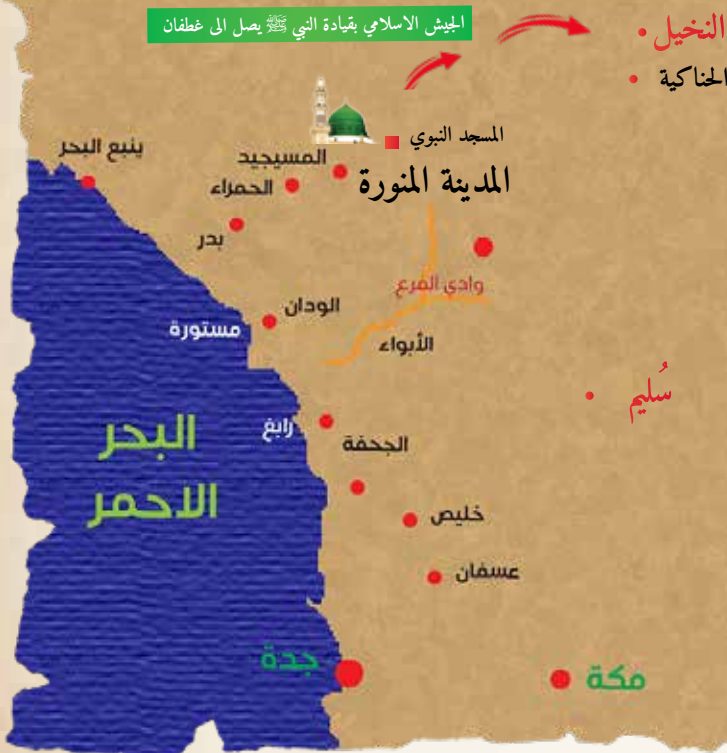 الجيش الاسلامي بقيادة النبي ﷺ يصل الى غطفان
النخيل
الحناكية
المسجد النبوي
المدينة المنورة
ينبع البحر
المسيجيد
الحمراء
بدر
وادي الفرع
الودان
مستورة
الأبواء
سُليم
رابغ
الجحفة
البحر
الاحمر
خليص
عسفان
جدة
مكة